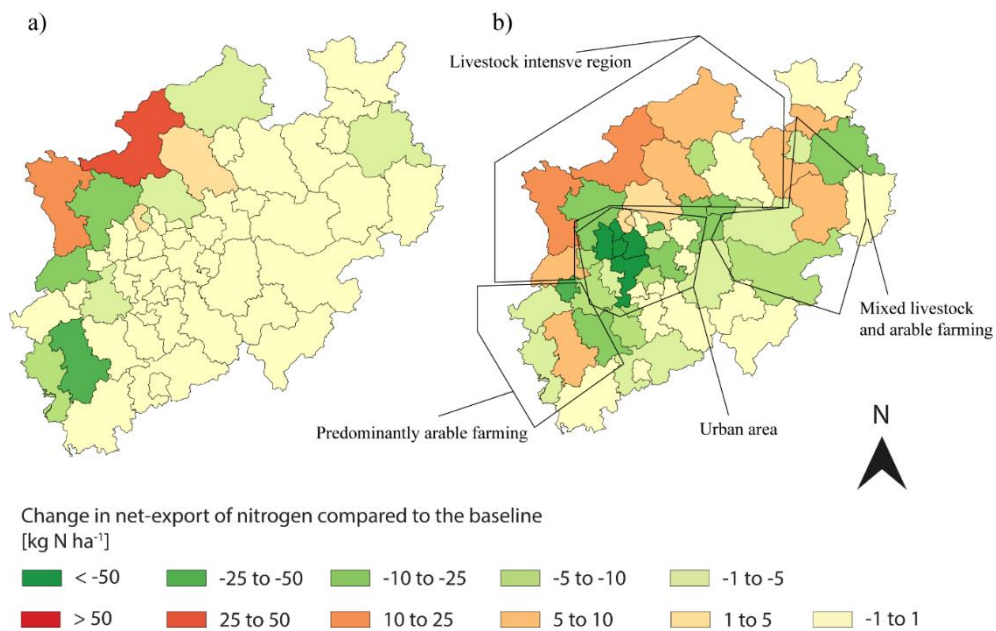 a)
b)
Livestock intensve region
Mixed livestock
and arable farming
Predominantly arable farming
Urban area
N
Change in net-export of nitrogen compared to the baseline
[kg N ha⁻¹]
< -50
-25 to -50
-10 to -25
-5 to -10
-1 to -5
> 50
25 to 50
10 to 25
5 to 10
1 to 5
-1 to 1